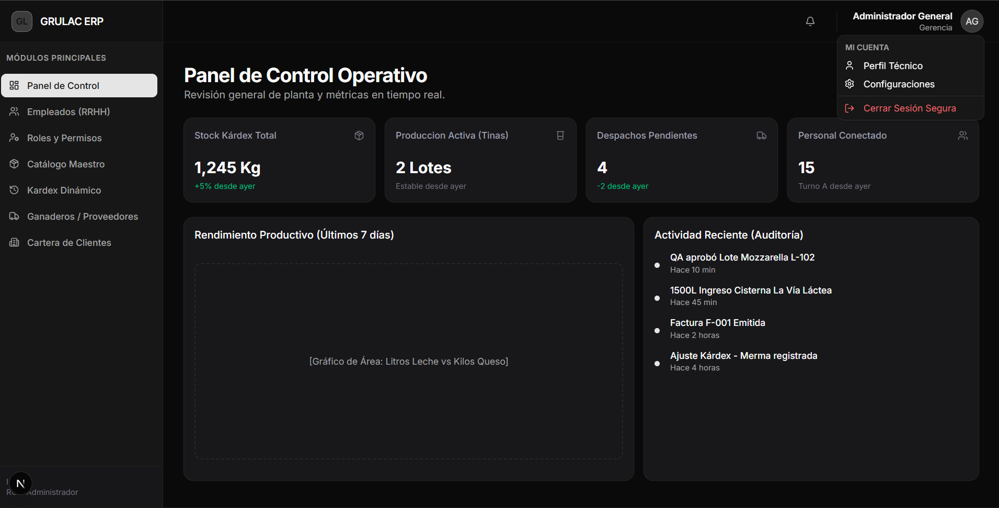 GL
GRULAC ERP
MÓDULOS PRINCIPALES
Panel de Control
Empleados (RRHH)
Roles y Permisos
Catálogo Maestro
Kardex Dinámico
Ganaderos / Proveedores
Cartera de Clientes
N
Administrador
Administrador General
Gerencia
AG
MI CUENTA
Perfil Técnico
Configuraciones
Cerrar Sesión Segura
Panel de Control Operativo
Revisión general de planta y métricas en tiempo real.
Stock Kárdex Total
1,245 Kg
+5% desde ayer
Produccion Activa (Tinas)
2 Lotes
Estable desde ayer
Despachos Pendientes
4
-2 desde ayer
Personal Conectado
15
Turno A desde ayer
Rendimiento Productivo (Últimos 7 días)
[Gráfico de Área: Litros Leche vs Kilos Queso]
Actividad Reciente (Auditoría)
QA aprobó Lote Mozzarella L-102
Hace 10 min
1500L Ingreso Cisterna La Vía Láctea
Hace 45 min
Factura F-001 Emitida
Hace 2 horas
Ajuste Kárdex - Merma registrada
Hace 4 horas